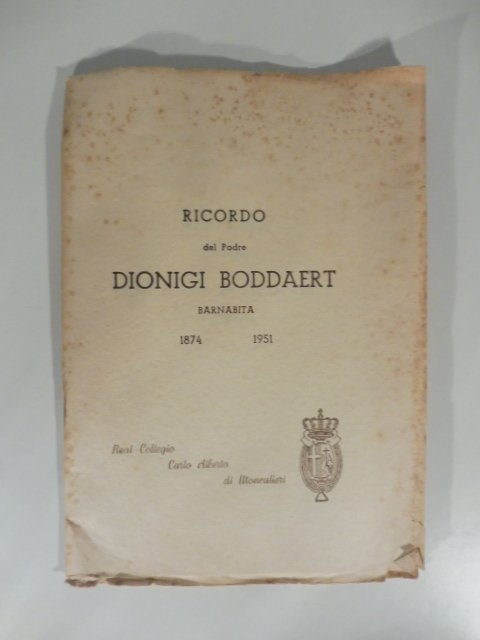 RICORDO
del Padre
DIONIGI BODDAERT
BARNABITA
1874 1951
Real Collegio
Carlo Alberto
di Moncalieri